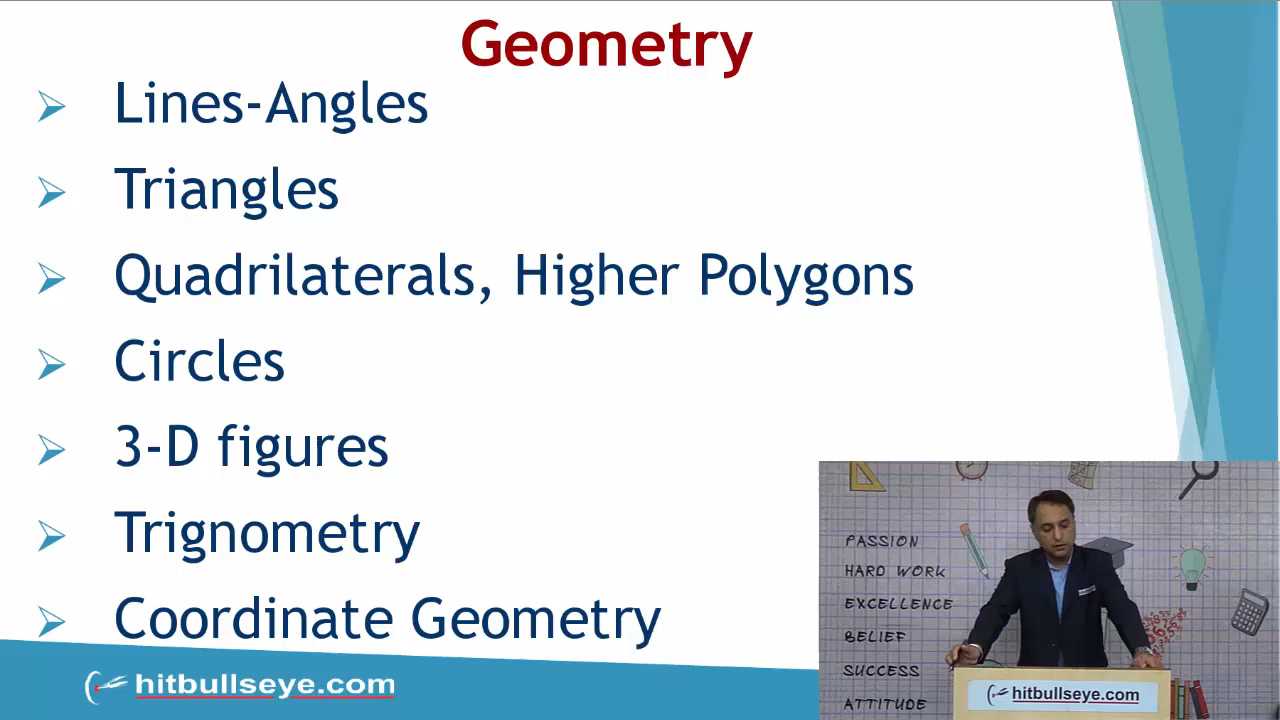 Geometry
Lines-Angles
Triangles
Quadrilaterals, Higher Polygons
Circles
3-D figures
Trignometry
Coordinate Geometry
hitbullseye.com
PASSION
HARD WORK
EXCELLENCE
BELIEF
SUCCESS
ATTITUDE
hitbullseye.com